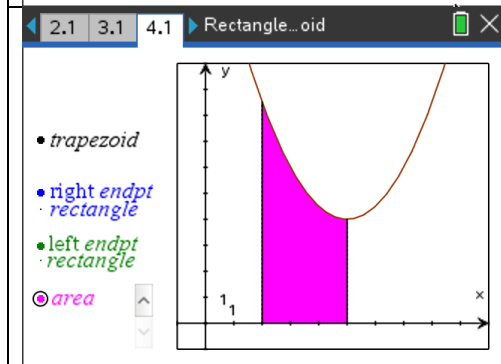 2.1 3.1 4.1 Rectangle...oid
y
trapezoid
right endpt
rectangle
left endpt
rectangle
area
1
1
x